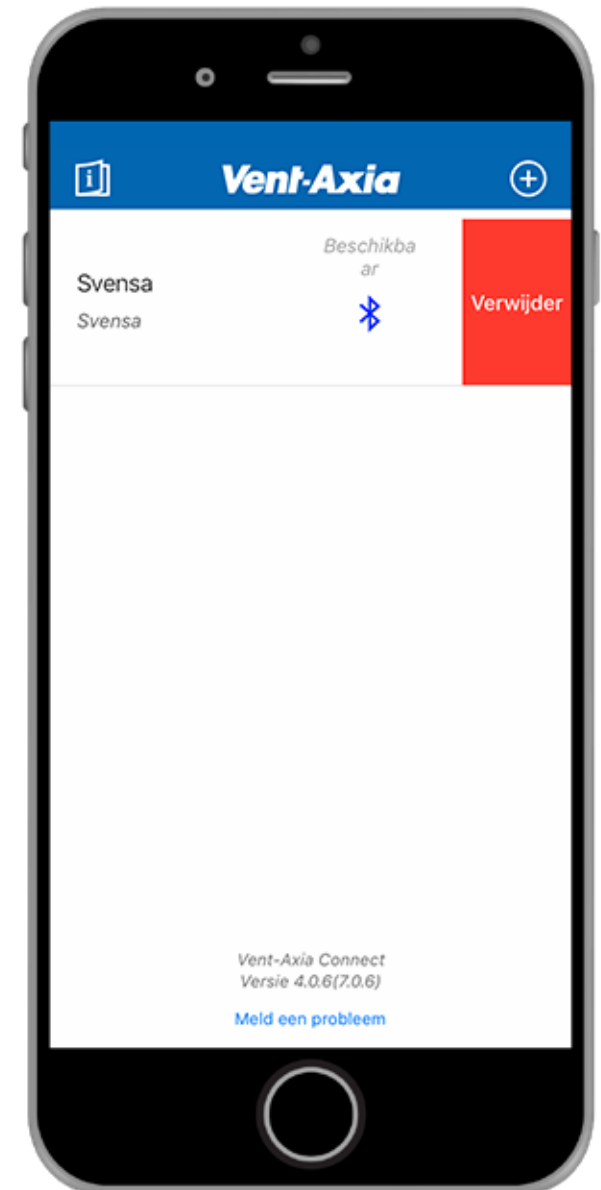 Vent-Axia
Svensa
Svensa
Beschikba
ar
Verwijder
Vent-Axia Connect
Versie 4.0.6(7.0.6)
Meld een probleem